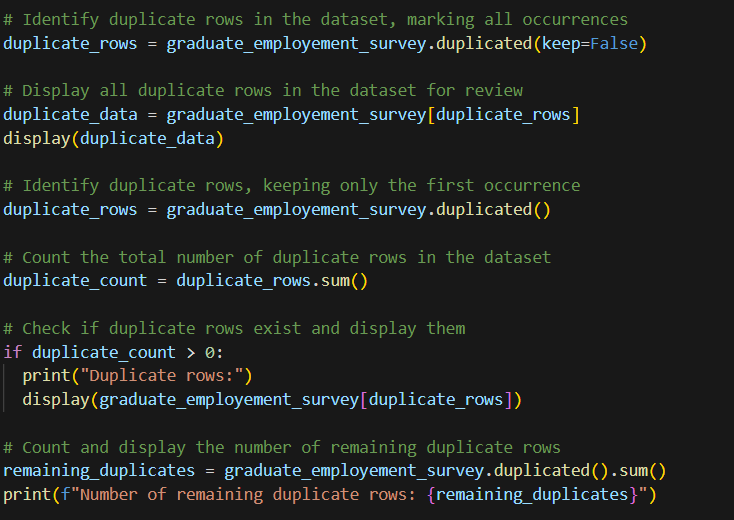 # Identify duplicate rows in the dataset, marking all occurrences
duplicate_rows = graduate_employement_survey.duplicated(keep=False)
# Display all duplicate rows in the dataset for review
duplicate_data = graduate_employement_survey[duplicate_rows]
display(duplicate_data)
# Identify duplicate rows, keeping only the first occurrence
duplicate_rows = graduate_employement_survey.duplicated()
# Count the total number of duplicate rows in the dataset
duplicate_count = duplicate_rows.sum()
# Check if duplicate rows exist and display them
if duplicate_count > 0:
  print("Duplicate rows:")
  display(graduate_employement_survey[duplicate_rows])
# Count and display the number of remaining duplicate rows
remaining_duplicates = graduate_employement_survey.duplicated().sum()
print(f"Number of remaining duplicate rows: {remaining_duplicates}")